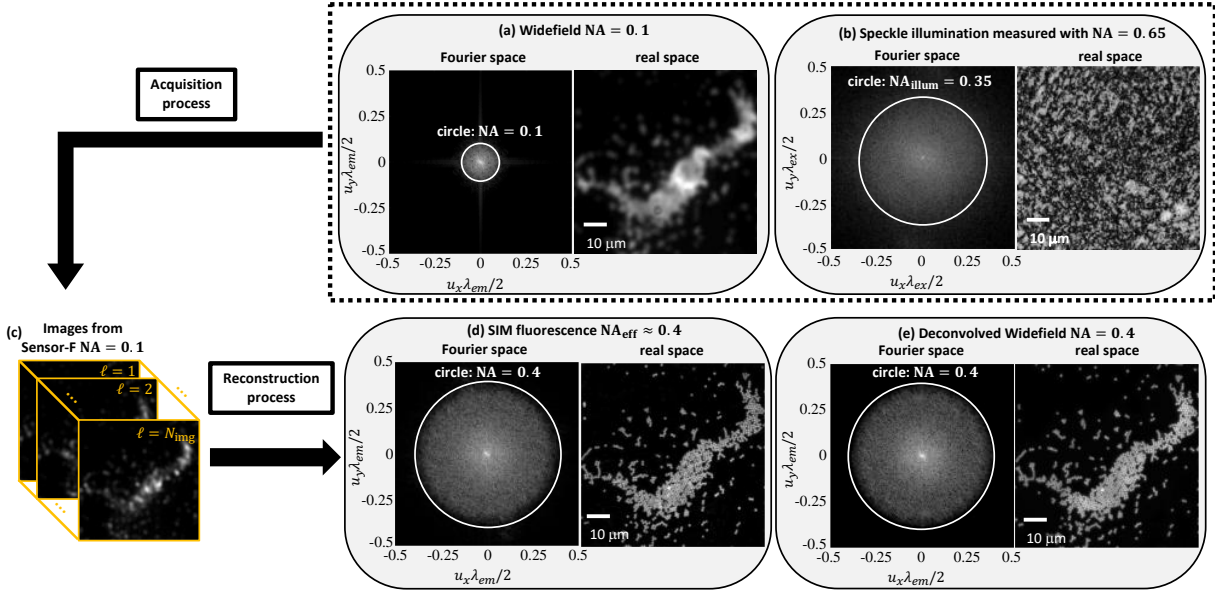 (a) Widefield NA = 0.1
Fourier space
real space
circle: NA = 0.1
0.5
0.25
0
-0.25
-0.5
u_yλ_em/2
-0.5
-0.25
0
0.25
0.5
u_xλ_em/2
10 μm
(b) Speckle illumination measured with NA = 0.65
Fourier space
real space
circle: NA_illum = 0.35
0.5
0.25
0
-0.25
-0.5
u_yλ_ex/2
-0.5
-0.25
0
0.25
0.5
u_xλ_ex/2
10 μm
Acquisition
process
(c) Images from
Sensor-F NA = 0.1
ℓ = 1
ℓ = 2
ℓ = N_img
...
...
...
...
Reconstruction
process
(d) SIM fluorescence NA_eff ≈ 0.4
Fourier space
real space
circle: NA = 0.4
0.5
0.25
0
-0.25
-0.5
u_yλ_em/2
-0.5
-0.25
0
0.25
0.5
u_xλ_em/2
10 μm
(e) Deconvolved Widefield NA = 0.4
Fourier space
real space
circle: NA = 0.4
0.5
0.25
0
-0.25
-0.5
u_yλ_em/2
-0.5
-0.25
0
0.25
0.5
u_xλ_em/2
10 μm